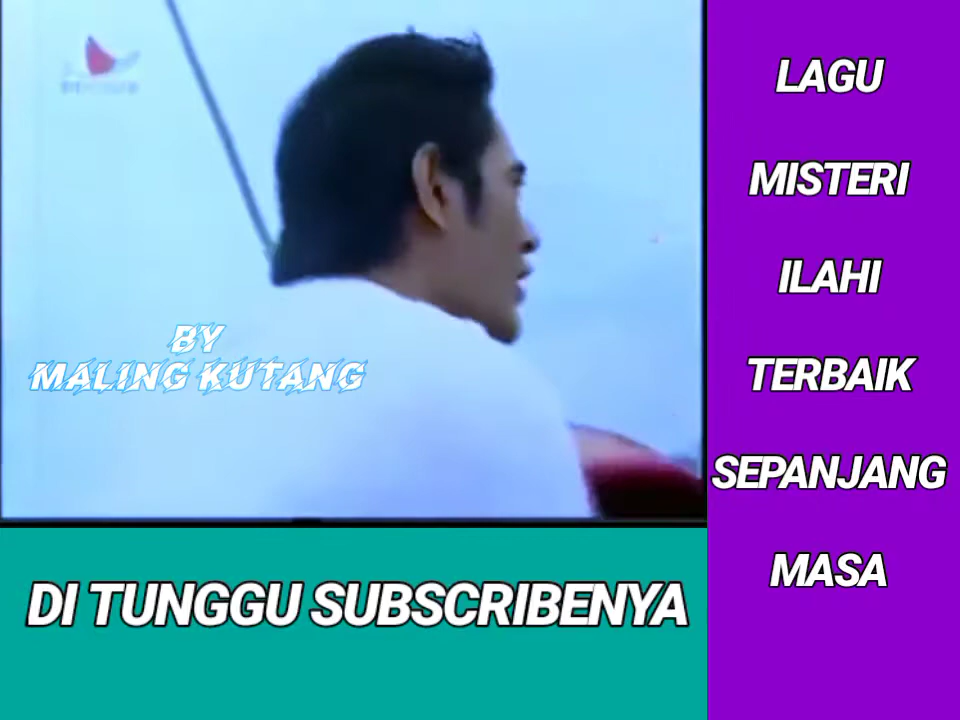 BY
MALING KUTANG
LAGU
MISTERI
ILAHI
TERBAIK
SEPANJANG
MASA
DI TUNGGU SUBSCRIBENYA